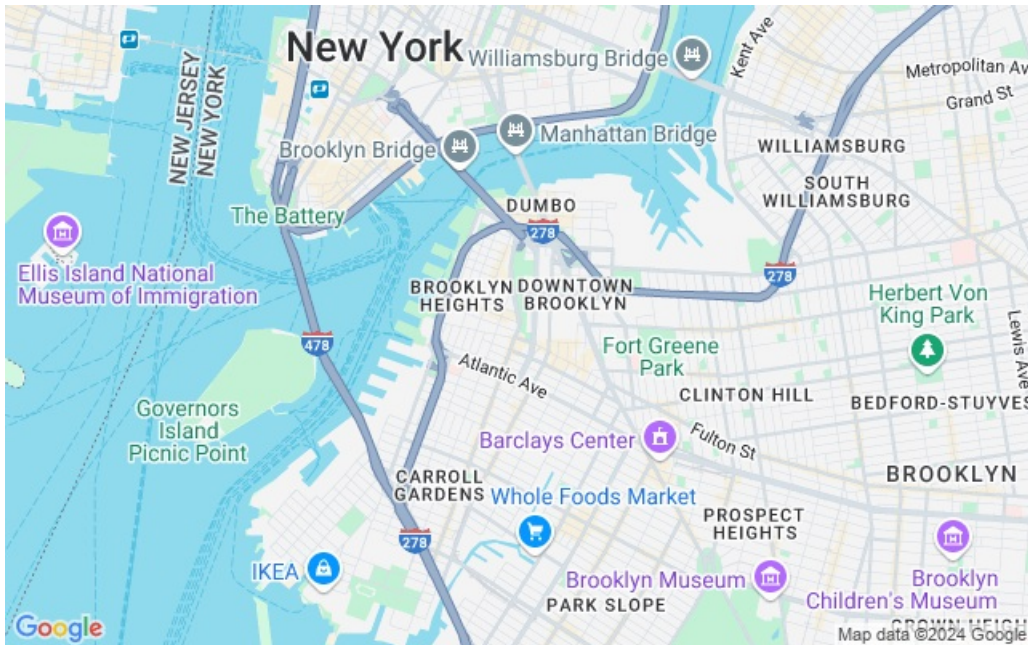 New York
Williamsburg Bridge
Kent Ave
Metropolitan Av
Grand St
NEW JERSEY
NEW YORK
Brooklyn Bridge
Manhattan Bridge
WILLIAMSBURG
SOUTH
WILLIAMSBURG
DUMBO
The Battery
278
Ellis Island National
Museum of Immigration
BROOKLYN
HEIGHTS
DOWNTOWN
BROOKLYN
278
Herbert Von
King Park
Lewis Ave
478
Fort Greene
Park
Atlantic Ave
CLINTON HILL
BEDFORD-STUYVES
Governors
Island
Picnic Point
Barclays Center
Fulton St
CARROLL
GARDENS
BROOKLYN
Whole Foods Market
PROSPECT
HEIGHTS
278
IKEA
Brooklyn Museum
Brooklyn
Children's Museum
PARK SLOPE
CROWN HEIGH
Google
Map data ©2024 Google